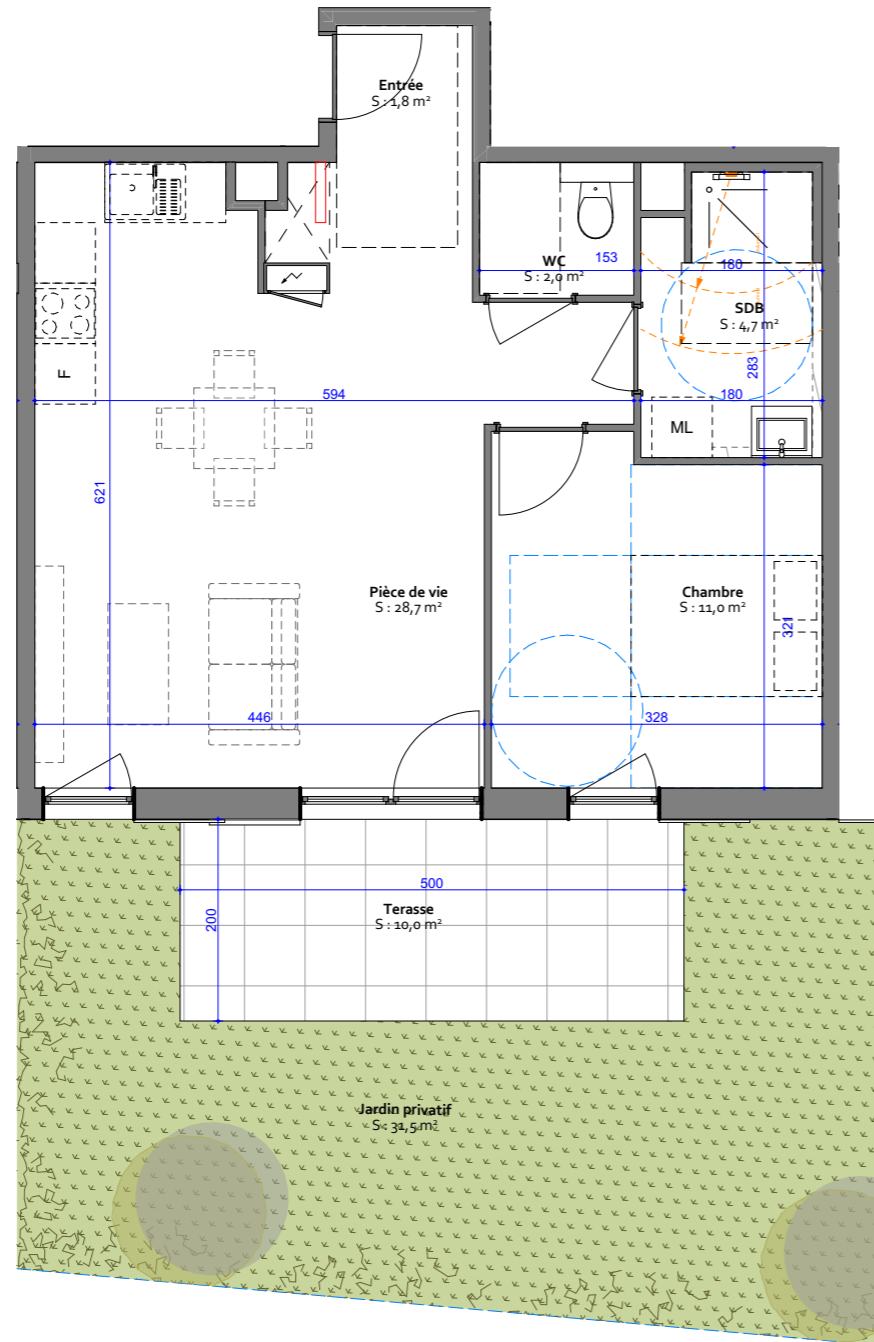 Entrée
S : 1,8 m²
WC
S : 2,0 m²
153
180
SDB
S : 4,7 m²
283
F
594
180
ML
621
Pièce de vie
S : 28,7 m²
Chambre
S : 11,0 m²
321
446
328
500
200
Terasse
S : 10,0 m²
Jardin privatif
S : 31,5 m²